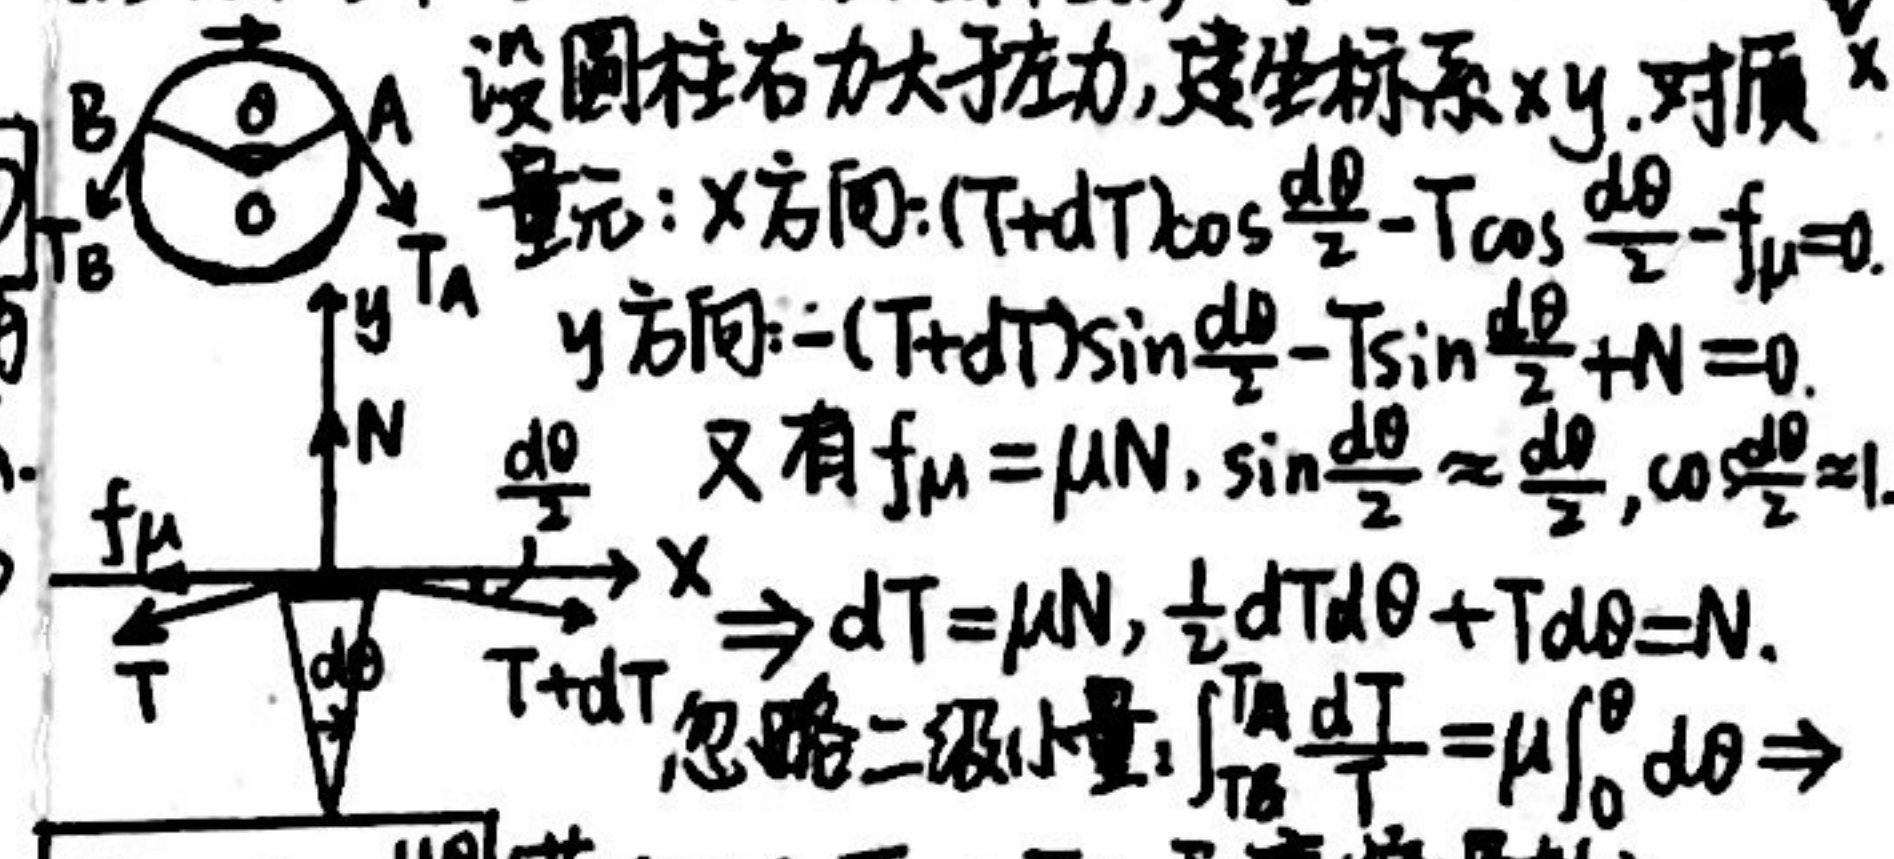 设圆柱右力大于左力,建坐标系xy.对质
量元:X方向:(T+dT)cos dθ/2 - Tcos dθ/2 - fμ=0.
y方向:-(T+dT)sin dθ/2 - Tsin dθ/2 + N=0.
又有fμ=μN, sin dθ/2 ≈ dθ/2, cos dθ/2 ≈1.
⇒ dT=μN, 1/2 dTdθ+Tdθ=N.
忽略二级小量: ∫_{TB}^{TA} dT/T = μ∫_0^θ dθ ⇒
B
θ
A
O
TB
TA
y
N
dθ/2
fμ
X
T
dθ
T+dT
μθ
x